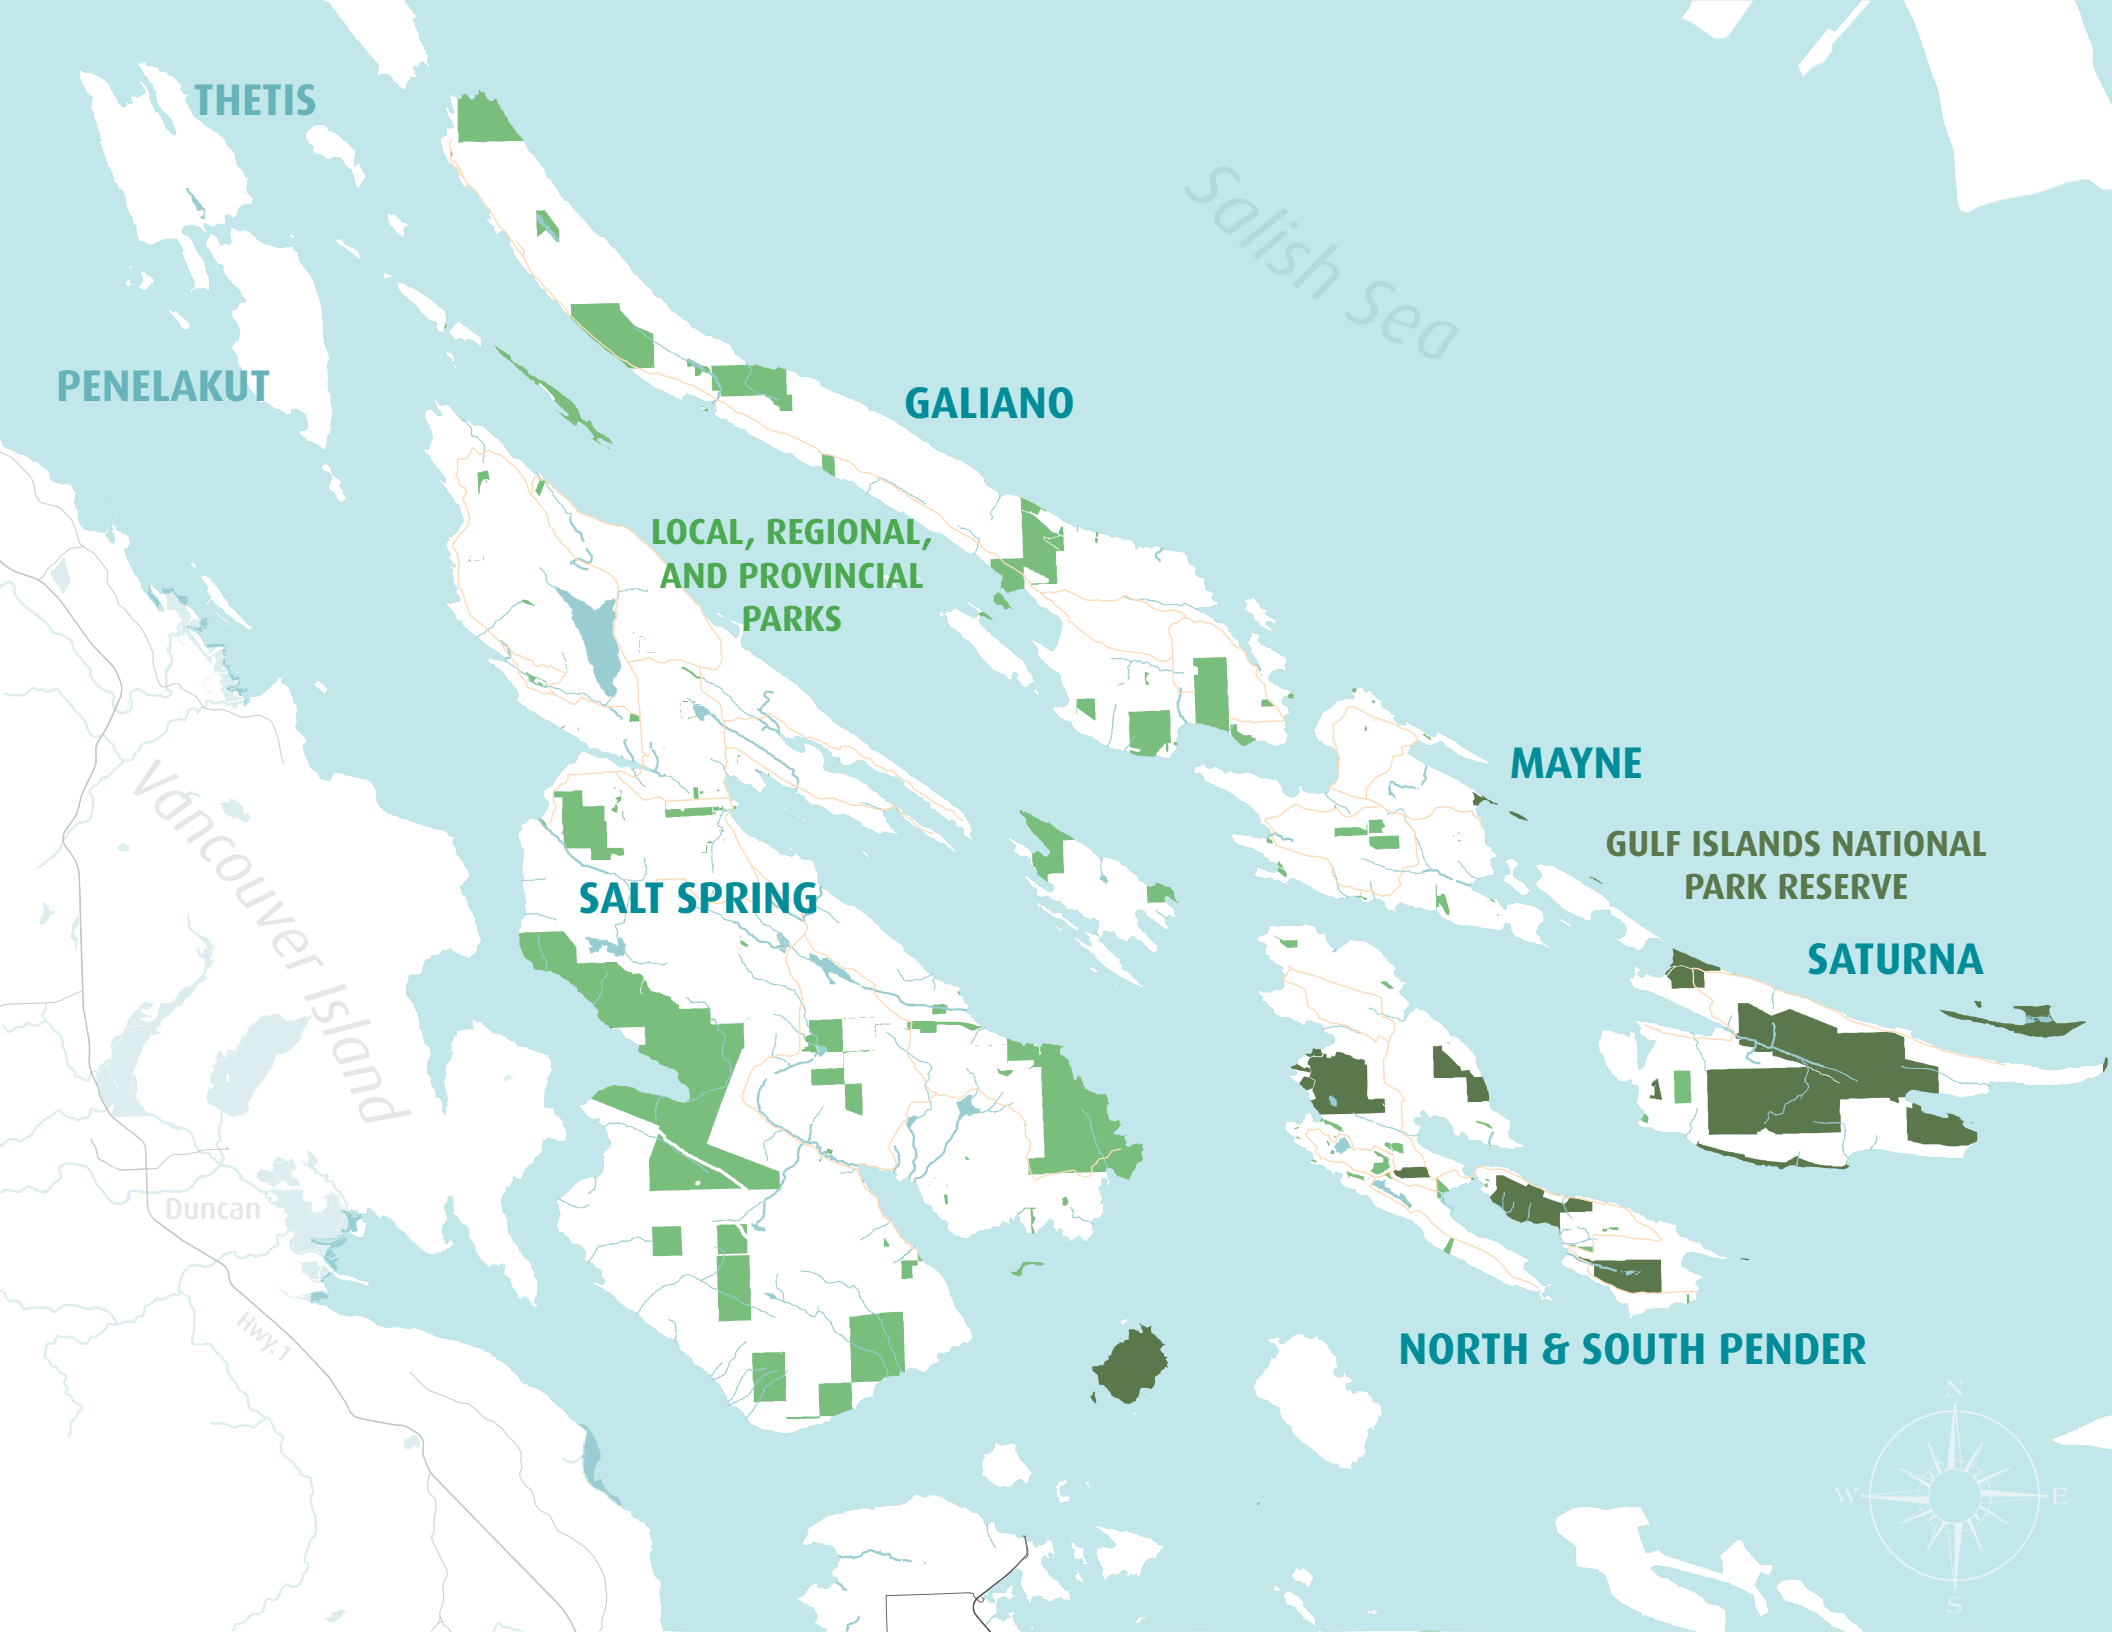 THETIS
Salish Sea
PENELAKUT
GALIANO
LOCAL, REGIONAL,
AND PROVINCIAL
PARKS
MAYNE
Vancouver Island
GULF ISLANDS NATIONAL
PARK RESERVE
SALT SPRING
SATURNA
Duncan
Hwy.1
NORTH & SOUTH PENDER
N
W
E
S